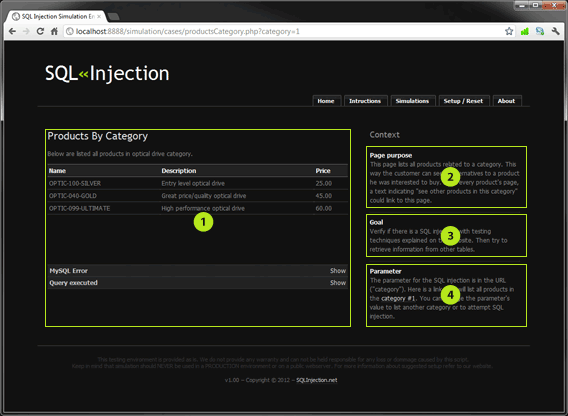 SQL Injection Simulation En
localhost:8888/simulation/cases/productsCategory.php?category=1
SQL«Injection
Home Intructions Simulations Setup / Reset About
Products By Category
Below are listed all products in optical drive category.
Name Description Price
OPTIC-100-SILVER Entry level optical drive 25.00
OPTIC-040-GOLD Great price/quality optical drive 45.00
OPTIC-099-ULTIMATE High performance optical drive 60.00
1
MySQL Error Show
Query executed Show
Context
Page purpose
This page lists all products related to a category. This
way the customer can see alternatives to a product
he was interested to buy. every product's page,
a text indicating "see other products in this category"
could link to this page.
2
Goal
Verify if there is a SQL with testing
techniques explained on the site. Then try to
retrieve information from other tables.
3
Parameter
The parameter for the SQL injection is in the URL
("category"). Here is a link will list all products in
the category #1. You can the parameter's
value to list another category or to attempt SQL
injection.
4
This testing environment is provided as is. We do not provide any warranty and can not be held responsible for any loss or damage caused by this script.
Keep in mind that simulation should NEVER be used in a PRODUCTION environment or on a public webserver. For more information about suggested setup refer to our website.
v1.00 – Copyright © 2012 – SQLInjection.net